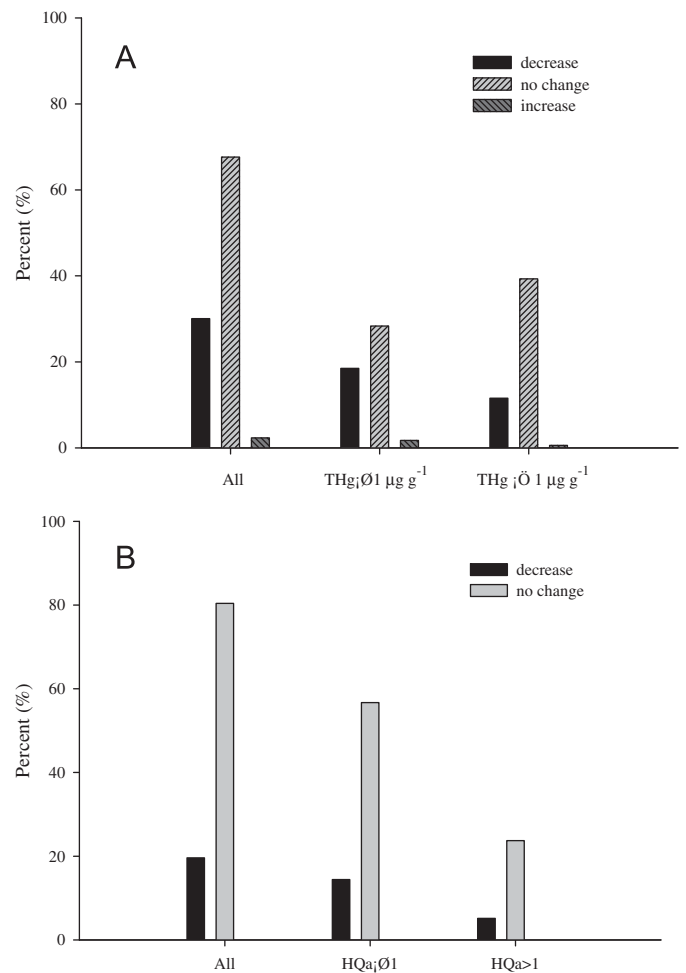 100
A
decrease
no change
increase
80
60
40
20
0
Percent (%)
All
THg¡Ø1 µg g-1
THg ¡Ö 1 µg g-1
100
B
decrease
no change
80
60
40
20
0
Percent (%)
All
HQa¡Ø1
HQa>1